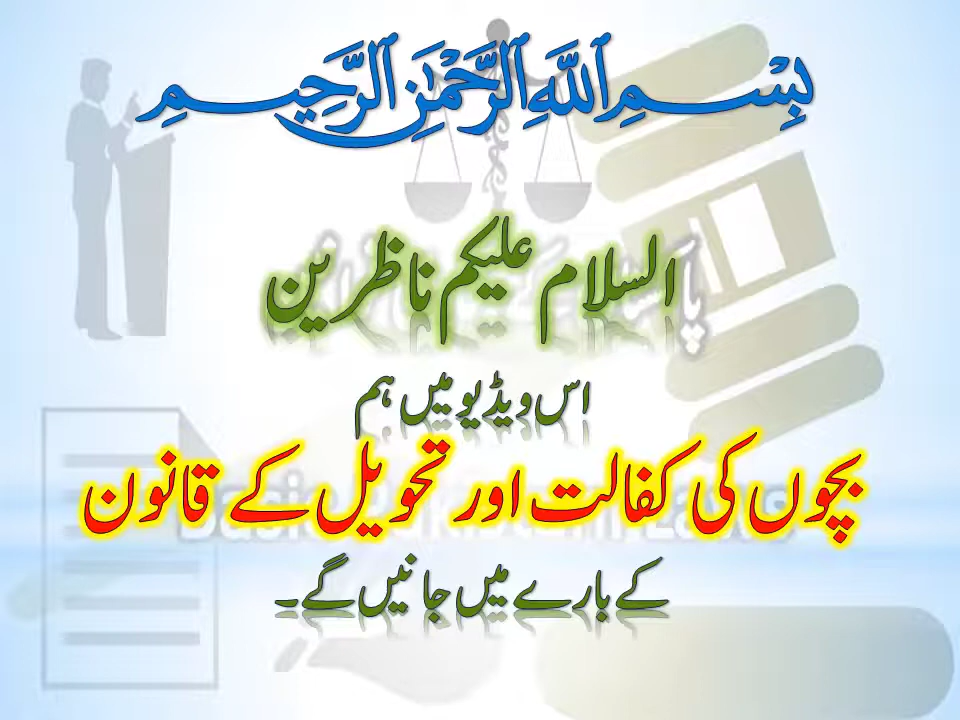 بِسْمِ اللَّهِ الرَّحْمَٰنِ الرَّحِيمِ
السلام علیکم ناظرین
اس ویڈیو میں ہم
بچوں کی کفالت اور تحویل کے قانون
کے بارے میں جانیں گے۔